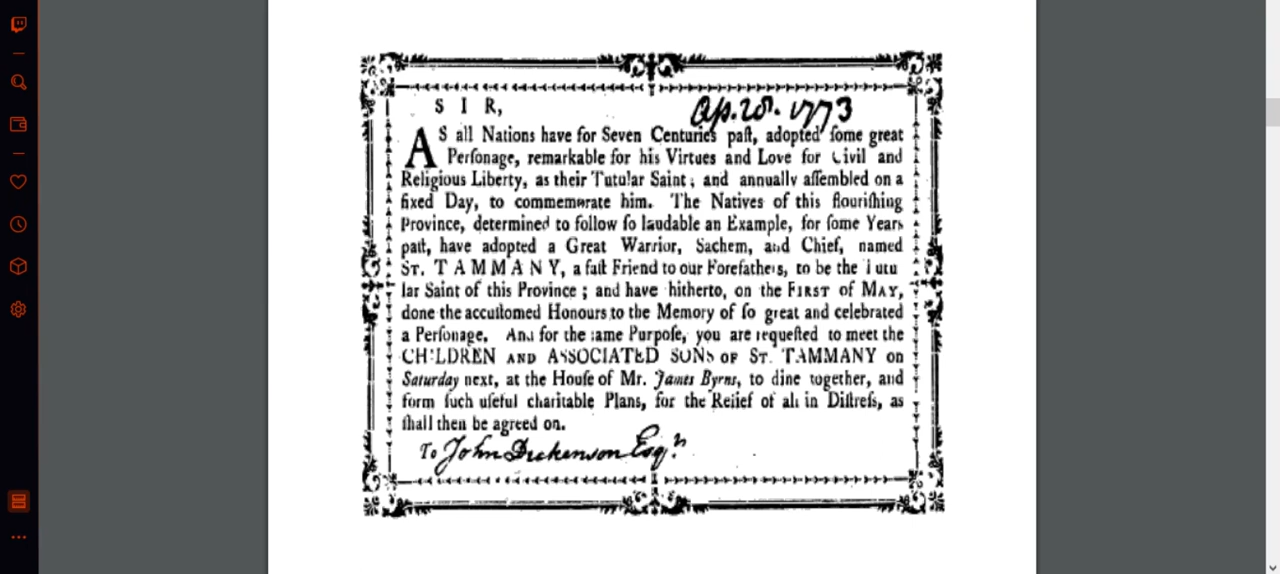 S I R,
Ap. 28. 1773
AS all Nations have for Seven Centuries paſt, adopted ſome great
Perſonage, remarkable for his Virtues and Love for Civil and
Religious Liberty, as their Tutular Saint; and annually aſſembled on a
fixed Day, to commemorate him. The Natives of this flouriſhing
Province, determined to follow ſo laudable an Example, for ſome Years
paſt, have adopted a Great Warrior, Sachem, and Chief, named
ST. TAMMANY, a faſt Friend to our Forefathers, to be the Tutu
lar Saint of this Province; and have hitherto, on the FIRST of MAY,
done the accuſtomed Honours to the Memory of ſo great and celebrated
a Perſonage. And for the ſame Purpoſe, you are requeſted to meet the
CHILDREN AND ASSOCIATED SONS OF ST. TAMMANY on
Saturday next, at the Houſe of Mr. James Byrns, to dine together, and
form ſuch uſeful charitable Plans, for the Relief of all in Diſtreſs, as
ſhall then be agreed on.
To John Dickenson Esqr